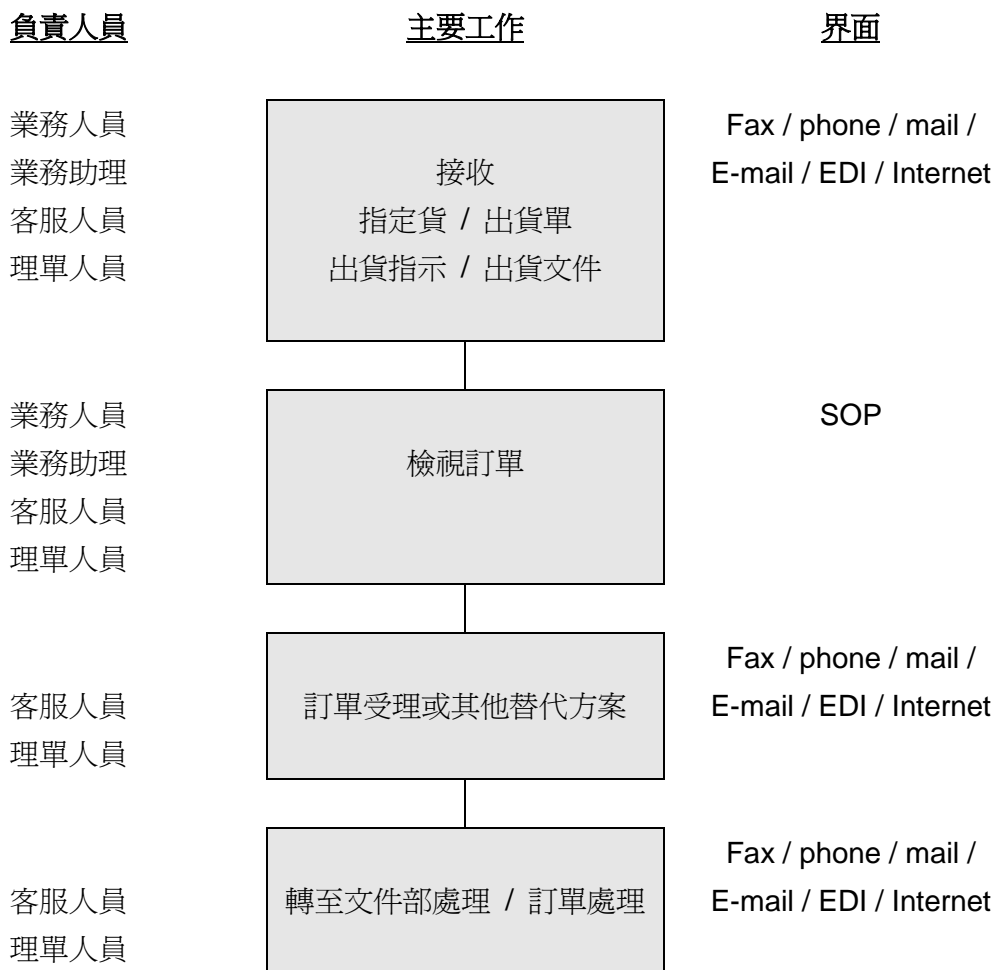 負責人員 主要工作 界面
業務人員 Fax / phone / mail /
業務助理 接收 E-mail / EDI / Internet
客服人員 指定貨 / 出貨單
理單人員 出貨指示 / 出貨文件
業務人員 SOP
業務助理 檢視訂單
客服人員
理單人員
Fax / phone / mail /
客服人員 訂單受理或其他替代方案 E-mail / EDI / Internet
理單人員
Fax / phone / mail /
客服人員 轉至文件部處理 / 訂單處理 E-mail / EDI / Internet
理單人員